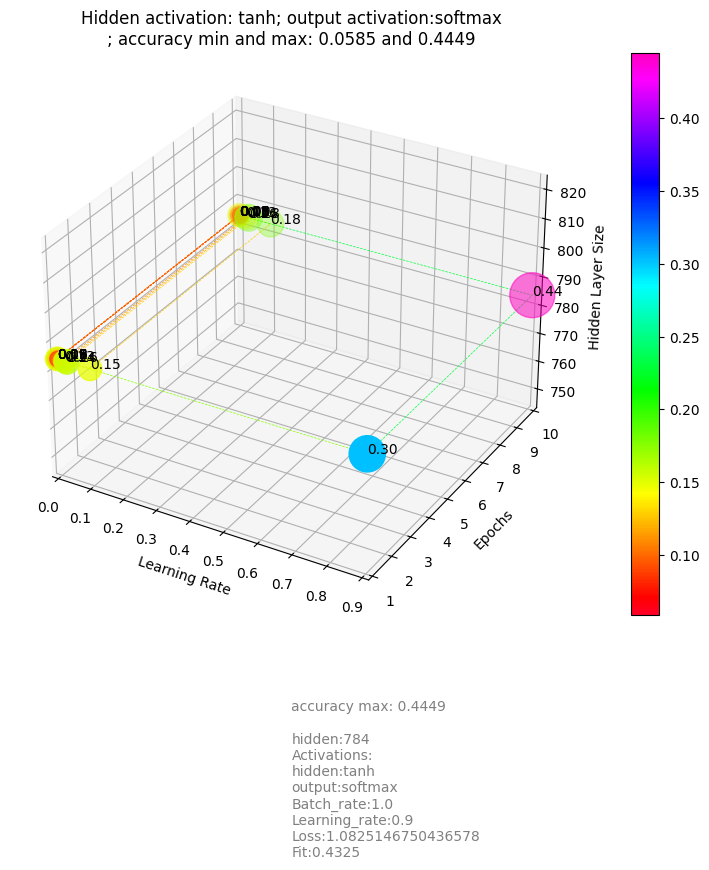 Hidden activation: tanh; output activation:softmax
; accuracy min and max: 0.0585 and 0.4449
0.40
0.35
0.30
0.25
0.20
0.15
0.10
820
810
800
790
780
770
760
750
Hidden Layer Size
0.18
0.44
0.15
0.30
10
9
8
7
6
5
4
3
2
1
Epochs
0.0
0.1
0.2
0.3
0.4
0.5
0.6
0.7
0.8
0.9
Learning Rate
accuracy max: 0.4449
hidden:784
Activations:
hidden:tanh
output:softmax
Batch_rate:1.0
Learning_rate:0.9
Loss:1.0825146750436578
Fit:0.4325